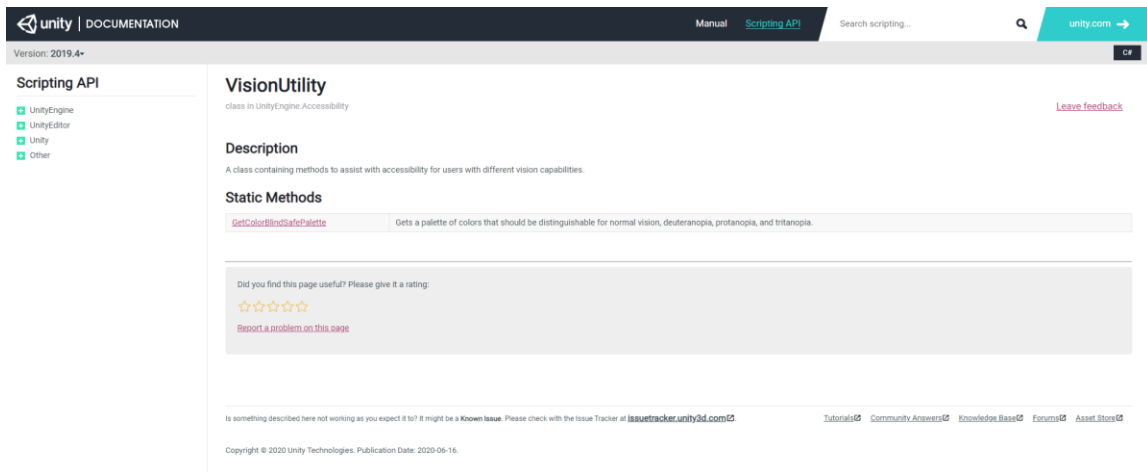 unity | DOCUMENTATION
Manual Scripting API Search scripting... unity.com →
Version: 2019.4
C#
Scripting API
UnityEngine
UnityEditor
Unity
Other
VisionUtility
class in UnityEngine.Accessibility
Leave feedback
Description
A class containing methods to assist with accessibility for users with different vision capabilities.
Static Methods
GetColorBlindSafePalette Gets a palette of colors that should be distinguishable for normal vision, deuteranopia, protanopia, and tritanopia.
Did you find this page useful? Please give it a rating:
Report a problem on this page
Is something described here not working as you expect it to? It might be a Known Issue. Please check with the Issue Tracker at issuetracker.unity3d.com.
Tutorials Community Answers Knowledge Base Forums Asset Store
Copyright © 2020 Unity Technologies. Publication Date: 2020-06-16.